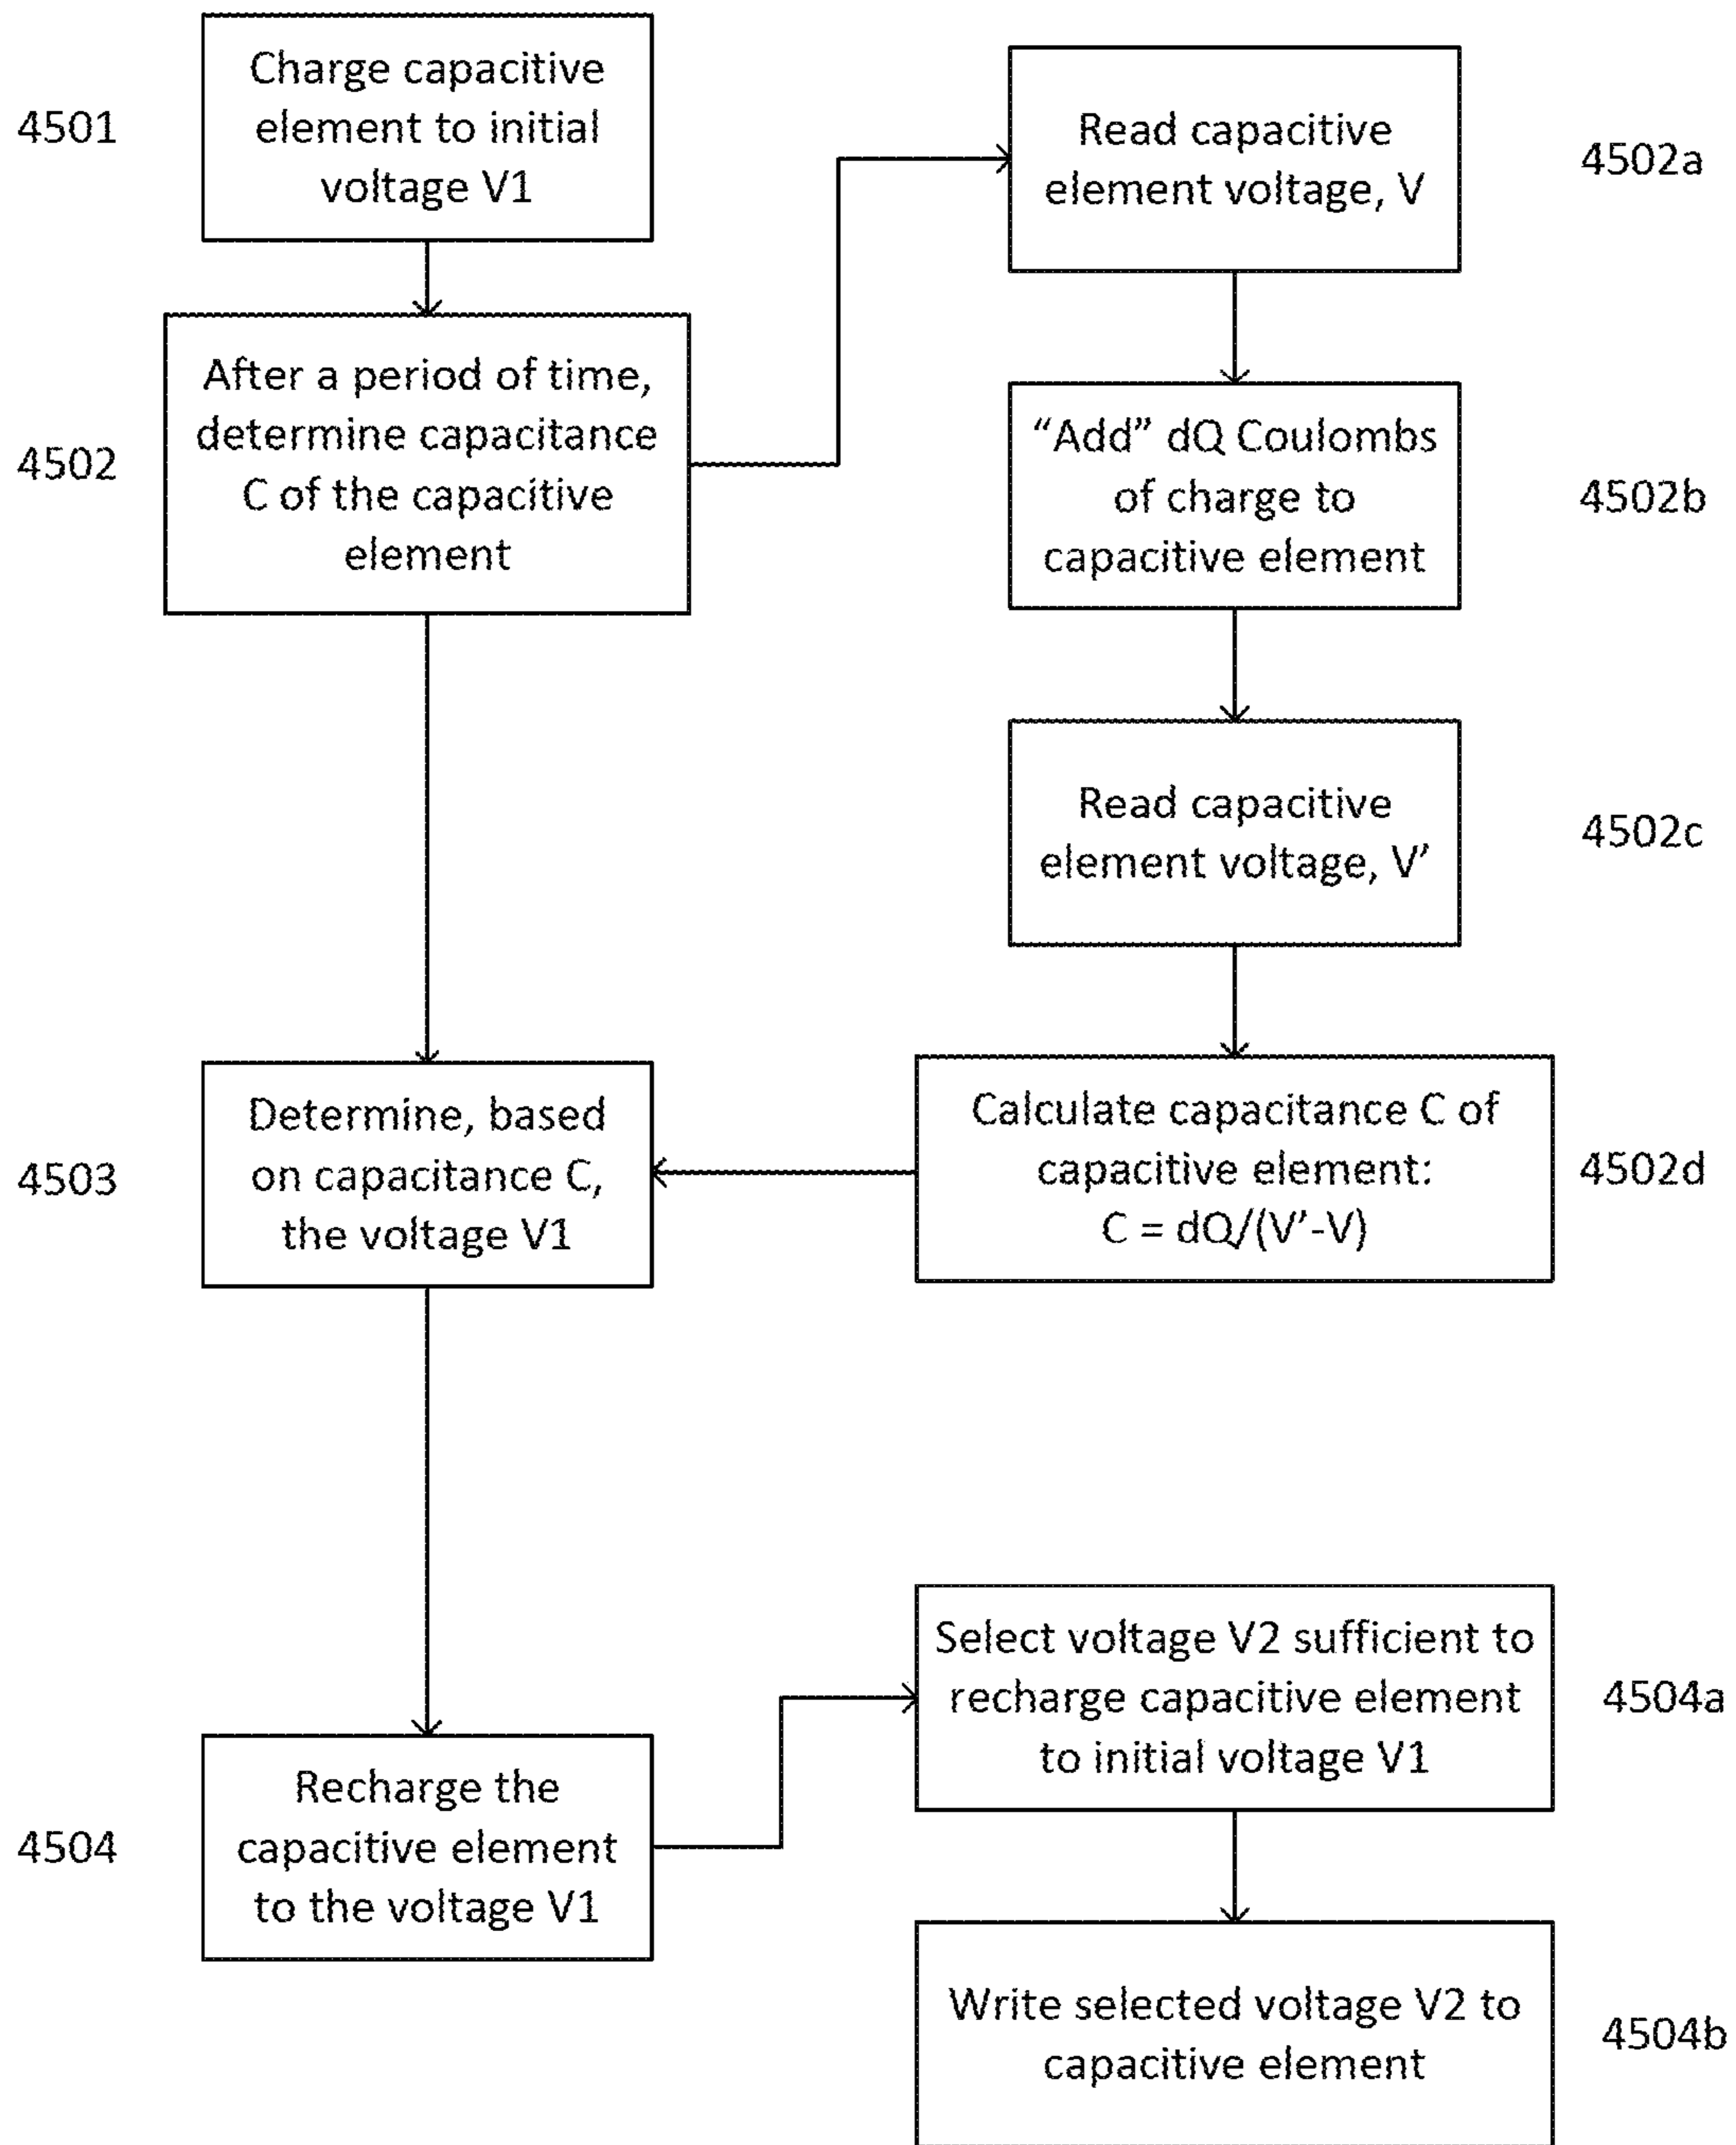 4501
Charge capacitive
element to initial
voltage V1
4502
After a period of time,
determine capacitance
C of the capacitive
element
Read capacitive
element voltage, V
4502a
“Add” dQ Coulombs
of charge to
capacitive element
4502b
Read capacitive
element voltage, V’
4502c
Calculate capacitance C of
capacitive element:
C = dQ/(V’-V)
4502d
4503
Determine, based
on capacitance C,
the voltage V1
4504
Recharge the
capacitive element
to the voltage V1
Select voltage V2 sufficient to
recharge capacitive element
to initial voltage V1
4504a
Write selected voltage V2 to
capacitive element
4504b